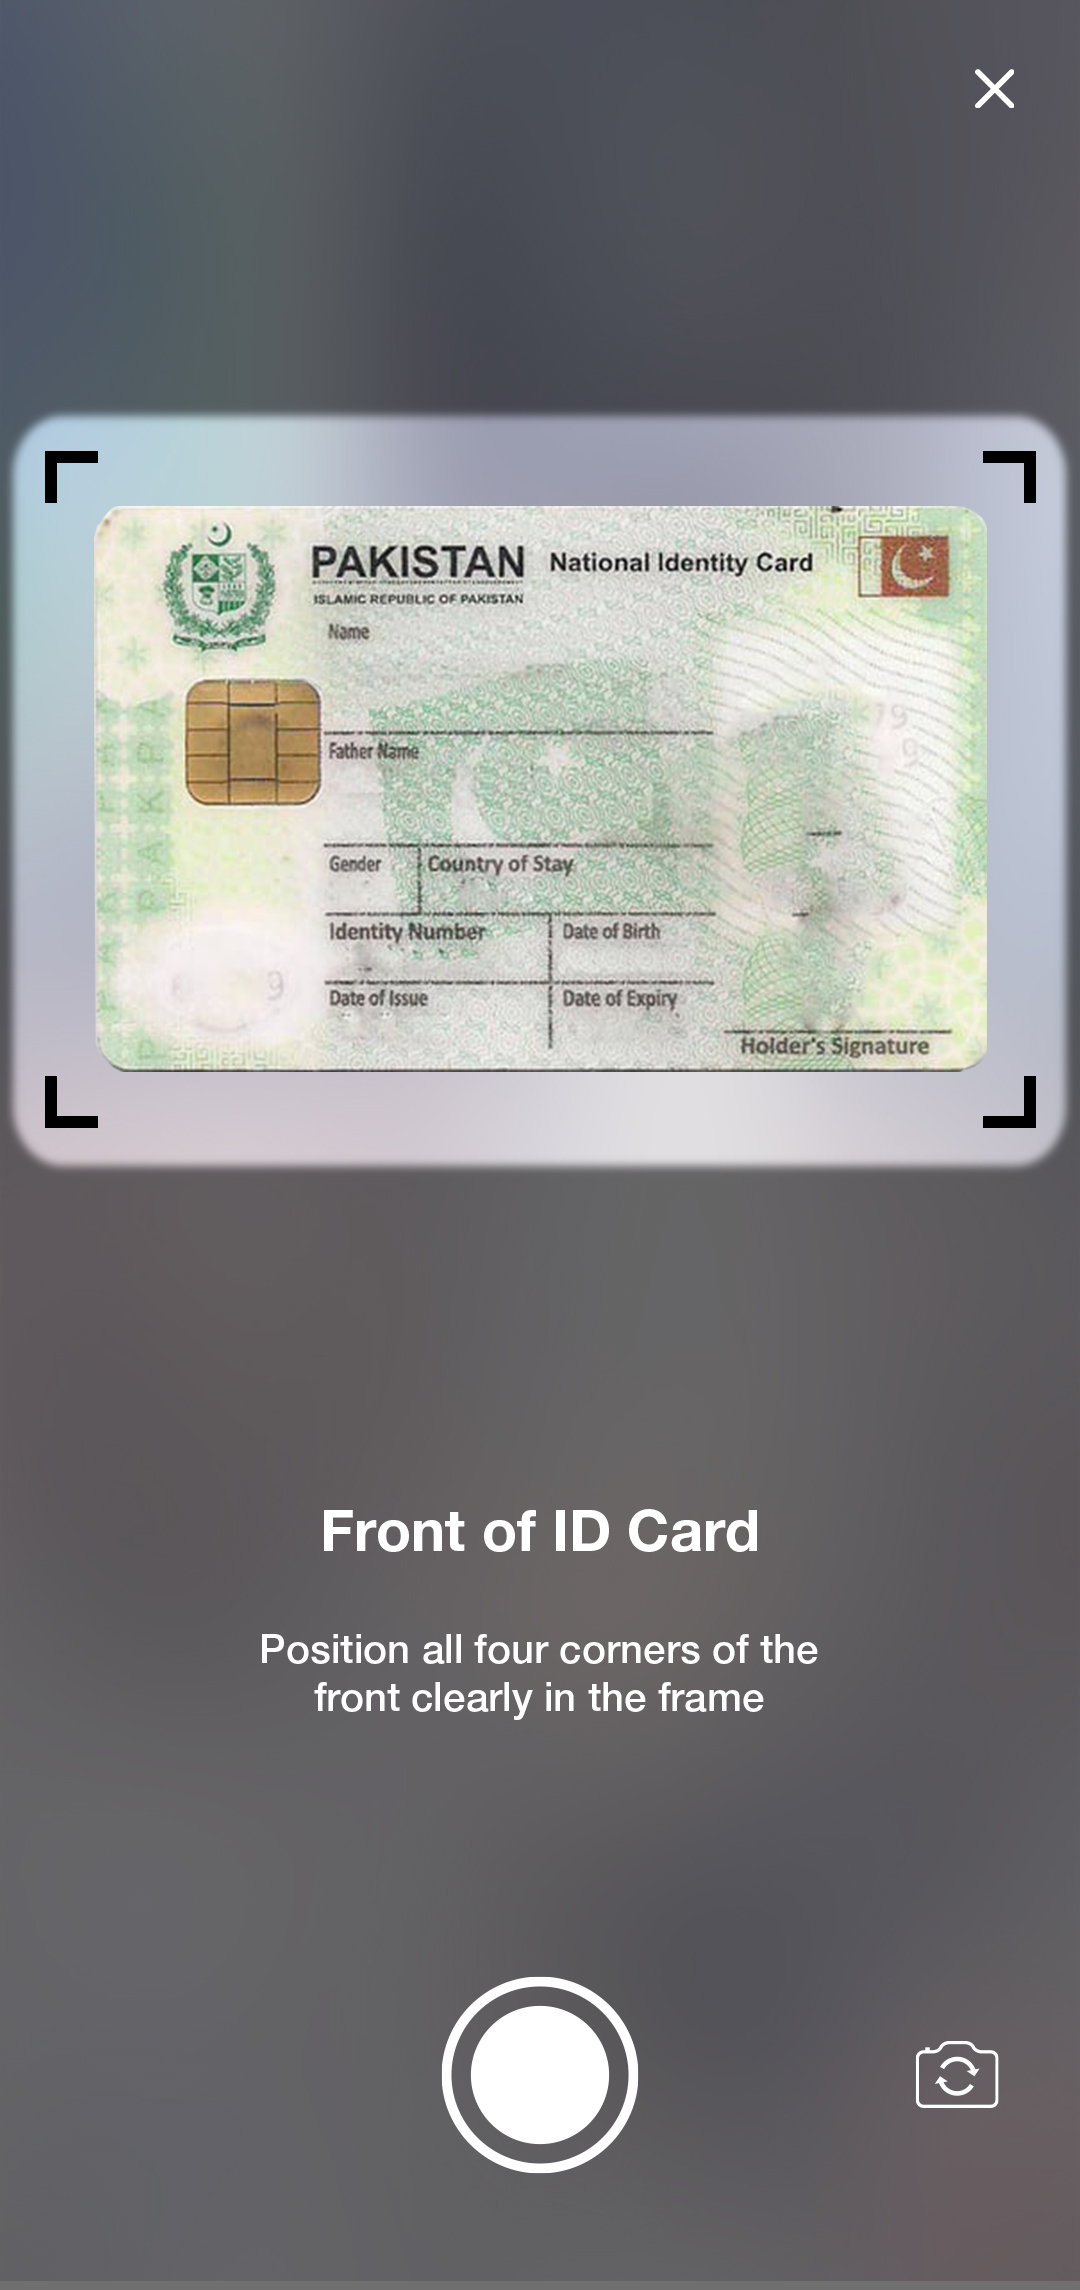 PAKISTAN National Identity Card
ISLAMIC REPUBLIC OF PAKISTAN
Name
Father Name
Gender Country of Stay
Identity Number Date of Birth
Date of Issue Date of Expiry
Holder's Signature
Front of ID Card
Position all four corners of the
front clearly in the frame